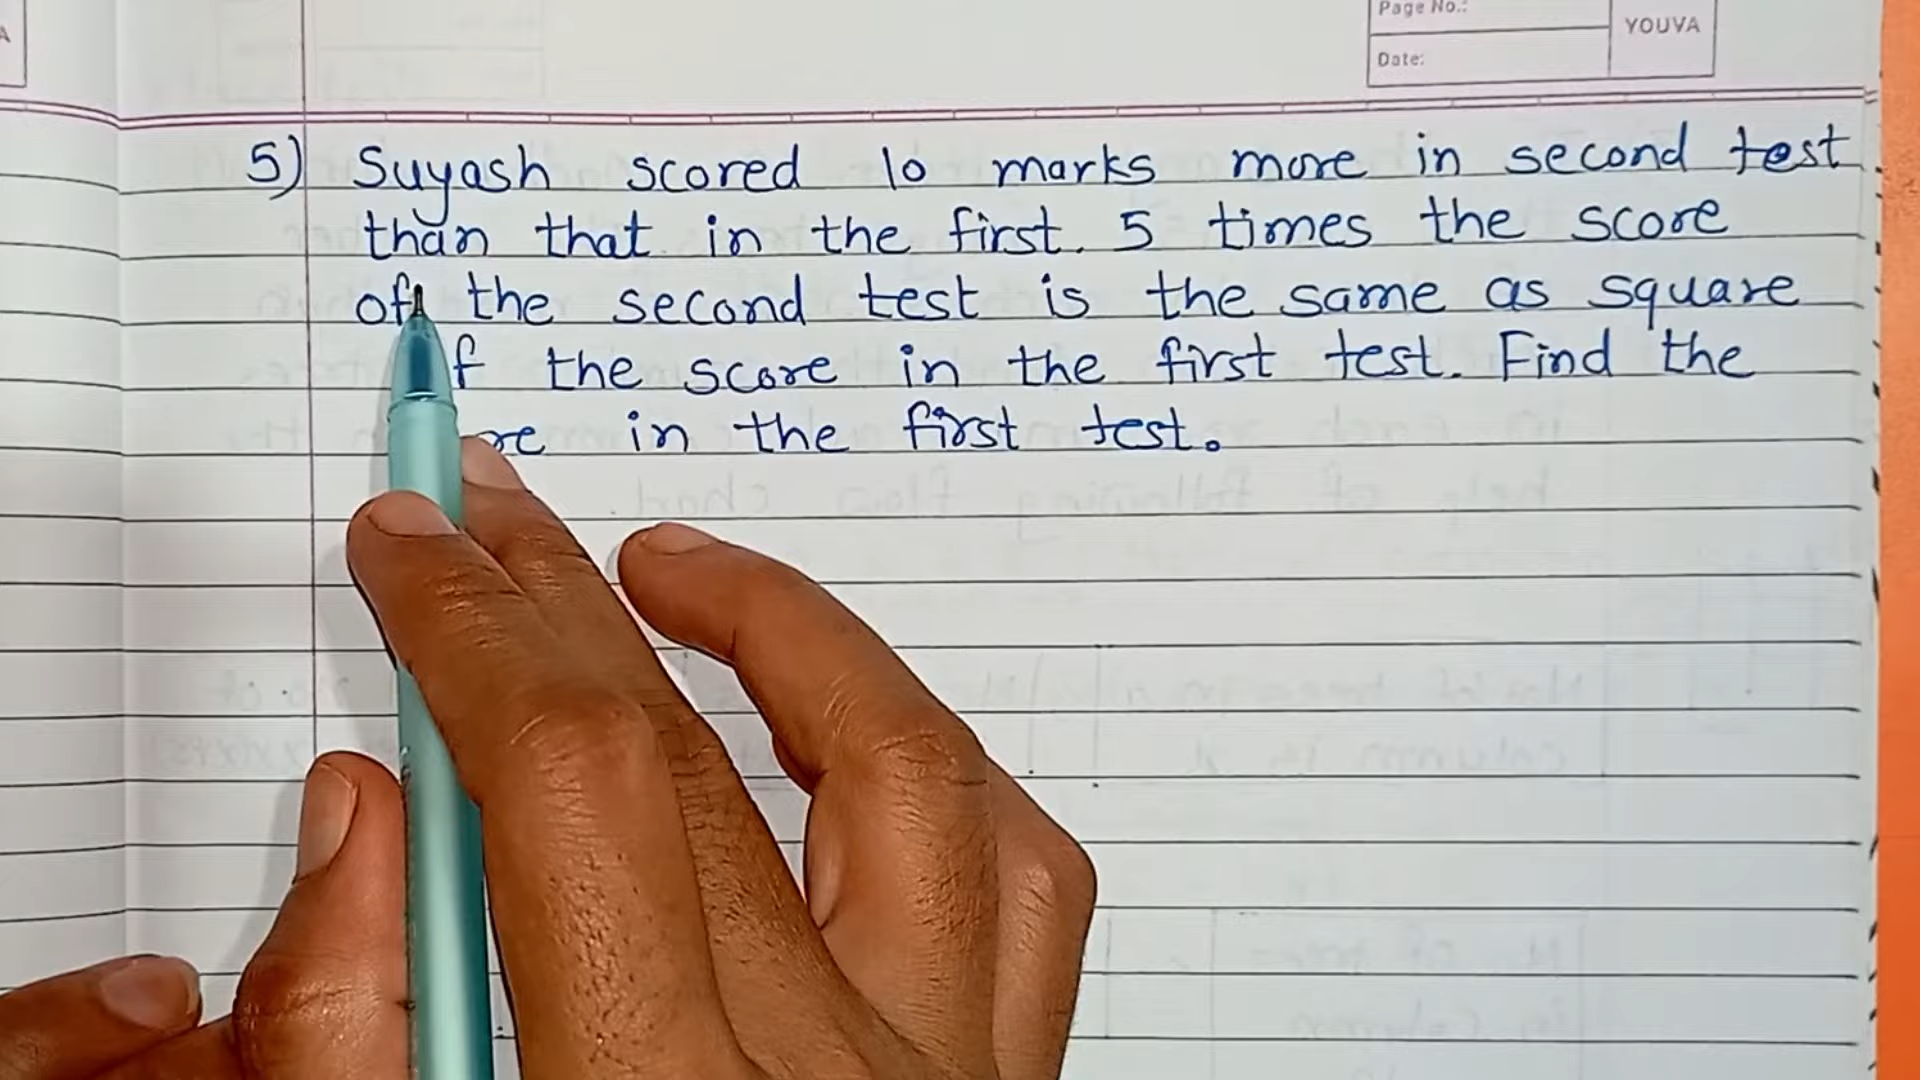 Page No.:
YOUVA
Date:
5) Suyash scored 10 marks more in second test
than that in the first. 5 times the score
of the second test is the same as square
the score in the first test. Find the
in the first test.